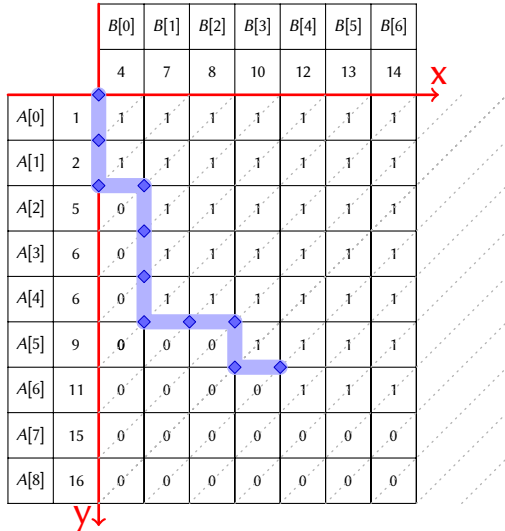 B[0] B[1] B[2] B[3] B[4] B[5] B[6]
4 7 8 10 12 13 14
x
A[0] 1 1 1 1 1 1 1 1
A[1] 2 1 1 1 1 1 1 1
A[2] 5 0 1 1 1 1 1 1
A[3] 6 0 1 1 1 1 1 1
A[4] 6 0 1 1 1 1 1 1
A[5] 9 0 0 0 1 1 1 1
A[6] 11 0 0 0 0 1 1 1
A[7] 15 0 0 0 0 0 0 0
A[8] 16 0 0 0 0 0 0 0
y